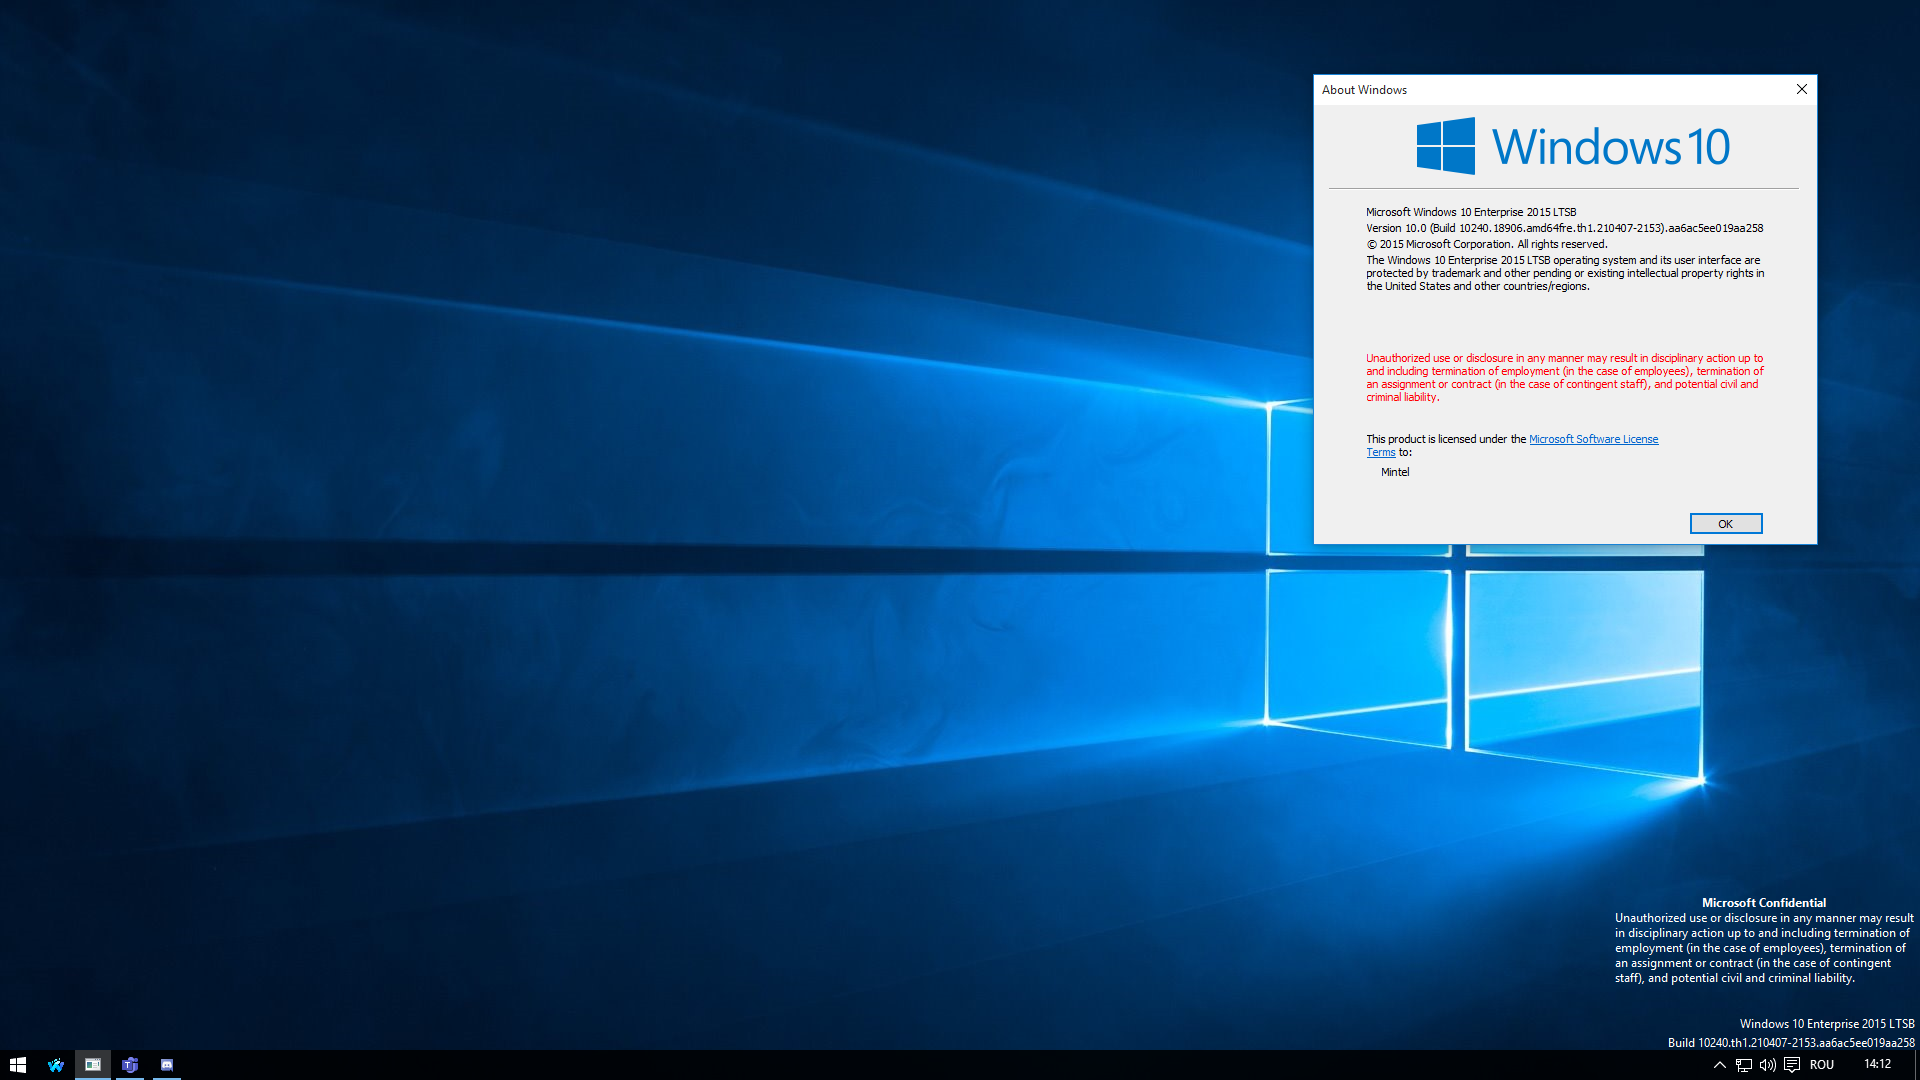 About Windows
Windows 10
Microsoft Windows 10 Enterprise 2015 LTSB
Version 10.0 (Build 10240.18906.amd64fre.th1.210407-2153).aa6ac5ee019aa258
© 2015 Microsoft Corporation. All rights reserved.
The Windows 10 Enterprise 2015 LTSB operating system and its user interface are
protected by trademark and other pending or existing intellectual property rights in
the United States and other countries/regions.
Unauthorized use or disclosure in any manner may result in disciplinary action up to
and including termination of employment (in the case of employees), termination of
an assignment or contract (in the case of contingent staff), and potential civil and
criminal liability.
This product is licensed under the Microsoft Software License
Terms to:
Mintel
OK
Microsoft Confidential
Unauthorized use or disclosure in any manner may result
in disciplinary action up to and including termination of
employment (in the case of employees), termination of
an assignment or contract (in the case of contingent
staff), and potential civil and criminal liability.
Windows 10 Enterprise 2015 LTSB
Build 10240.th1.210407-2153.aa6ac5ee019aa258
ROU
14:12